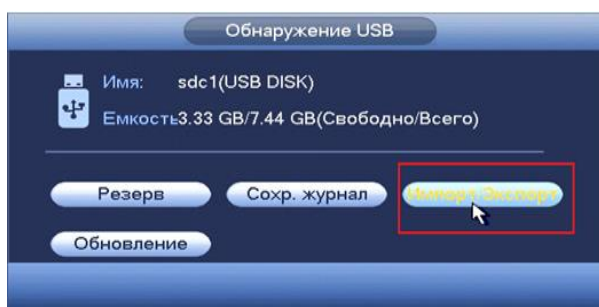 Обнаружение USB
Имя: sdc1(USB DISK)
Емкость3.33 GB/7.44 GB(Свободно/Всего)
Резерв Сохр. журнал Импорт/Экспорт
Обновление